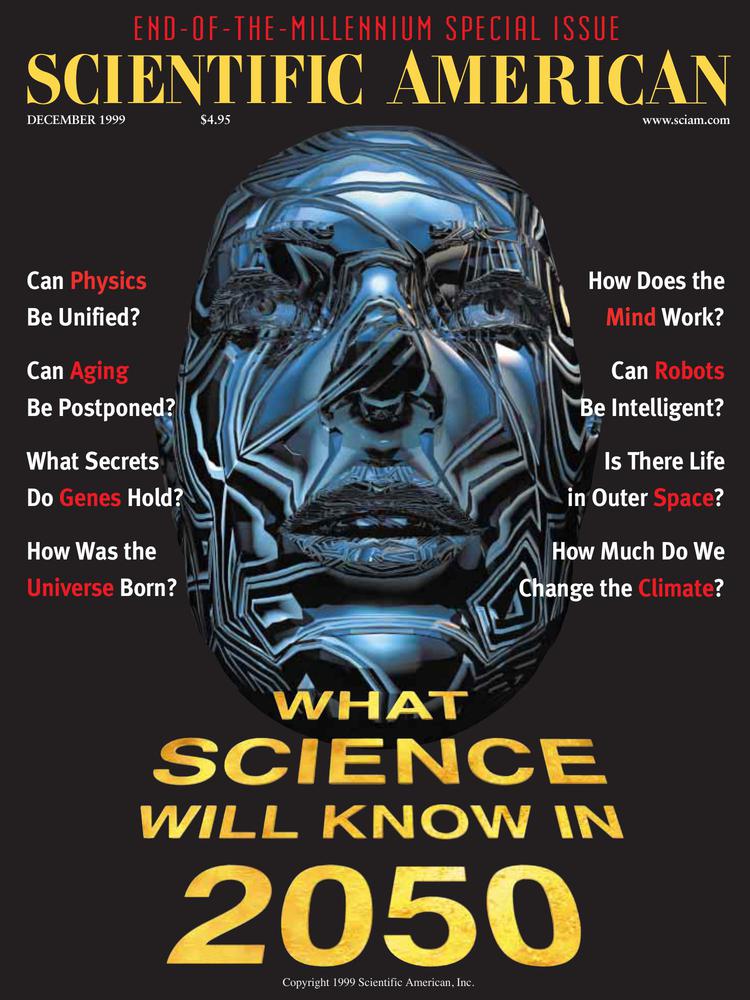 END-OF-THE-MILLENNIUM SPECIAL ISSUE
SCIENTIFIC AMERICAN
DECEMBER 1999 $4.95 www.sciam.com
Can Physics
Be Unified?
Can Aging
Be Postponed?
What Secrets
Do Genes Hold?
How Was the
Universe Born?
How Does the
Mind Work?
Can Robots
Be Intelligent?
Is There Life
in Outer Space?
How Much Do We
Change the Climate?
WHAT
SCIENCE
WILL KNOW IN
2050
Copyright 1999 Scientific American, Inc.